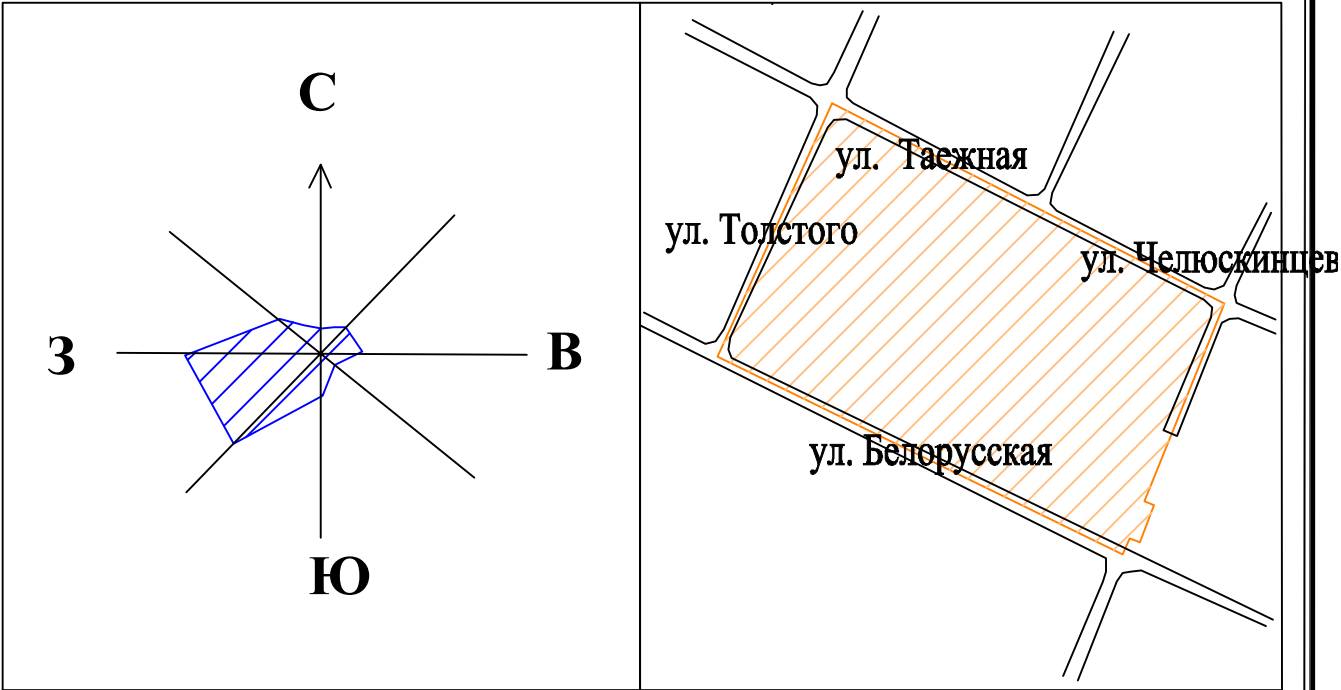 С
З
В
Ю
ул. Таежная
ул. Толстого
ул. Челюскинцев
ул. Белорусская